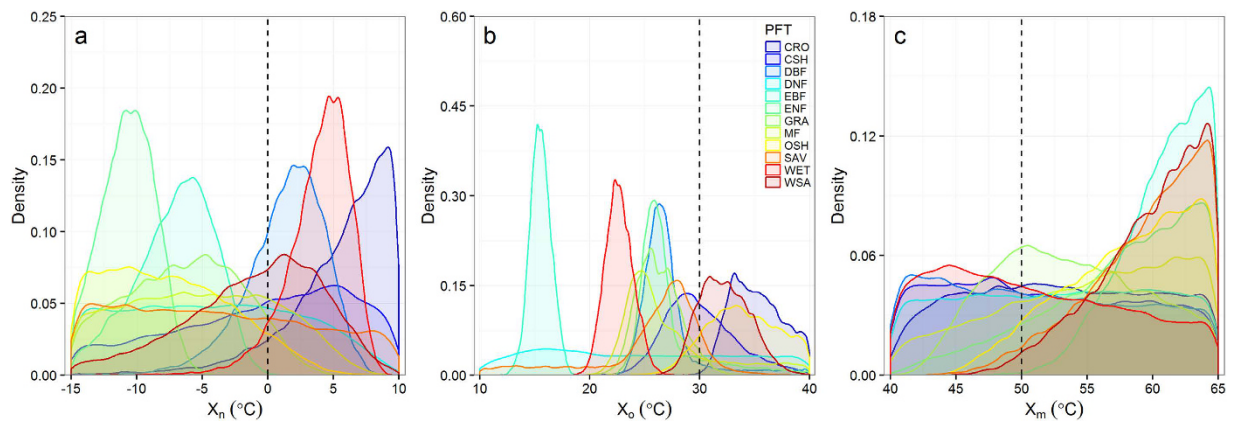 a
Density
0.25
0.20
0.15
0.10
0.05
0.00
-15
-10
-5
0
5
10
Xn (°C)
b
Density
0.60
0.45
0.30
0.15
0.00
10
20
30
40
Xo (°C)
PFT
CRO
CSH
DBF
DNF
EBF
ENF
GRA
MF
OSH
SAV
WET
WSA
c
Density
0.18
0.12
0.06
0.00
40
45
50
55
60
65
Xm (°C)